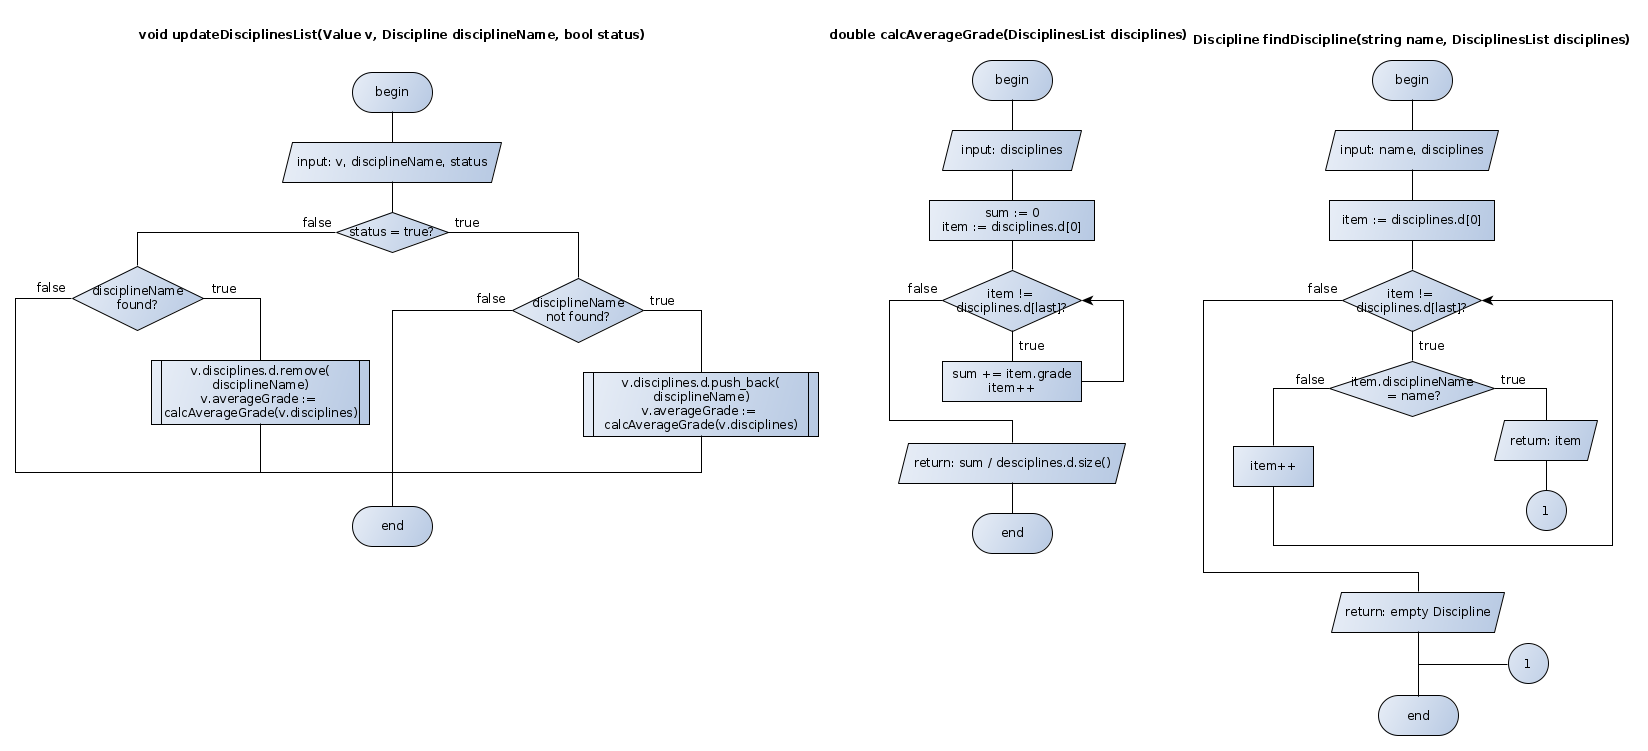 void updateDisciplinesList(Value v, Discipline disciplineName, bool status)
begin
input: v, disciplineName, status
false
true
status = true?
false
true
disciplineName
found?
false
true
disciplineName
not found?
v.disciplines.d.remove(
disciplineName)
v.averageGrade :=
calcAverageGrade(v.disciplines)
v.disciplines.d.push_back(
disciplineName)
v.averageGrade :=
calcAverageGrade(v.disciplines)
end
double calcAverageGrade(DisciplinesList disciplines)
begin
input: disciplines
sum := 0
item := disciplines.d[0]
false
item !=
disciplines.d[last]?
true
sum += item.grade
item++
return: sum / desciplines.d.size()
end
Discipline findDiscipline(string name, DisciplinesList disciplines)
begin
input: name, disciplines
item := disciplines.d[0]
false
item !=
disciplines.d[last]?
true
false
true
item.disciplineName
= name?
return: item
item++
1
return: empty Discipline
1
end